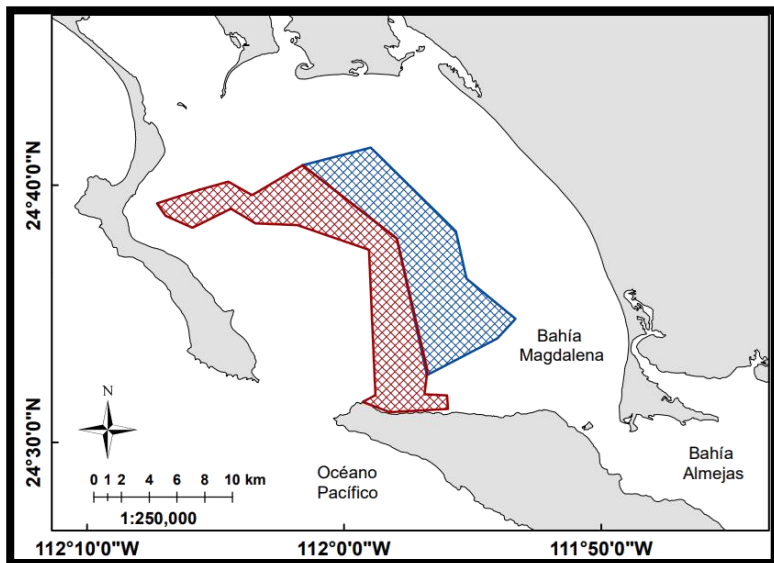 24°40'0"N
24°30'0"N
Bahía
Magdalena
Bahía
Almejas
Océano
Pacífico
N
0 1 2 4 6 8 10 km
1:250,000
112°10'0"W
112°0'0"W
111°50'0"W